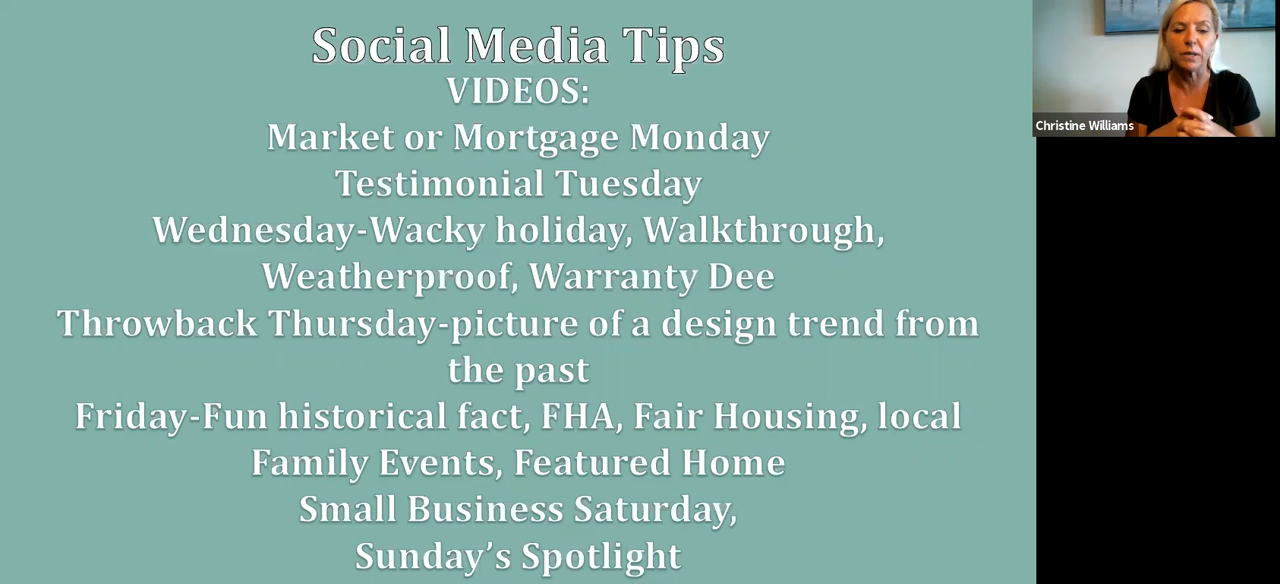 Social Media Tips
VIDEOS:
Market or Mortgage Monday
Testimonial Tuesday
Wednesday-Wacky holiday, Walkthrough,
Weatherproof, Warranty Dee
Throwback Thursday-picture of a design trend from
the past
Friday-Fun historical fact, FHA, Fair Housing, local
Family Events, Featured Home
Small Business Saturday,
Sunday’s Spotlight
Christine Williams